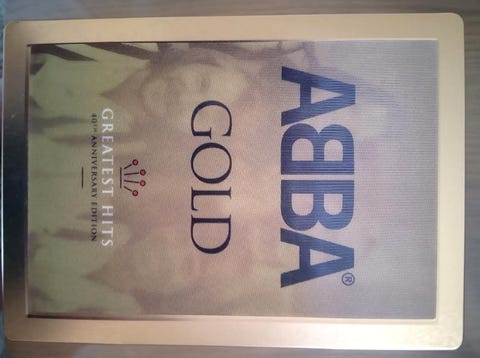 ABBA®
GOLD
GREATEST HITS
40TH ANNIVERSARY EDITION